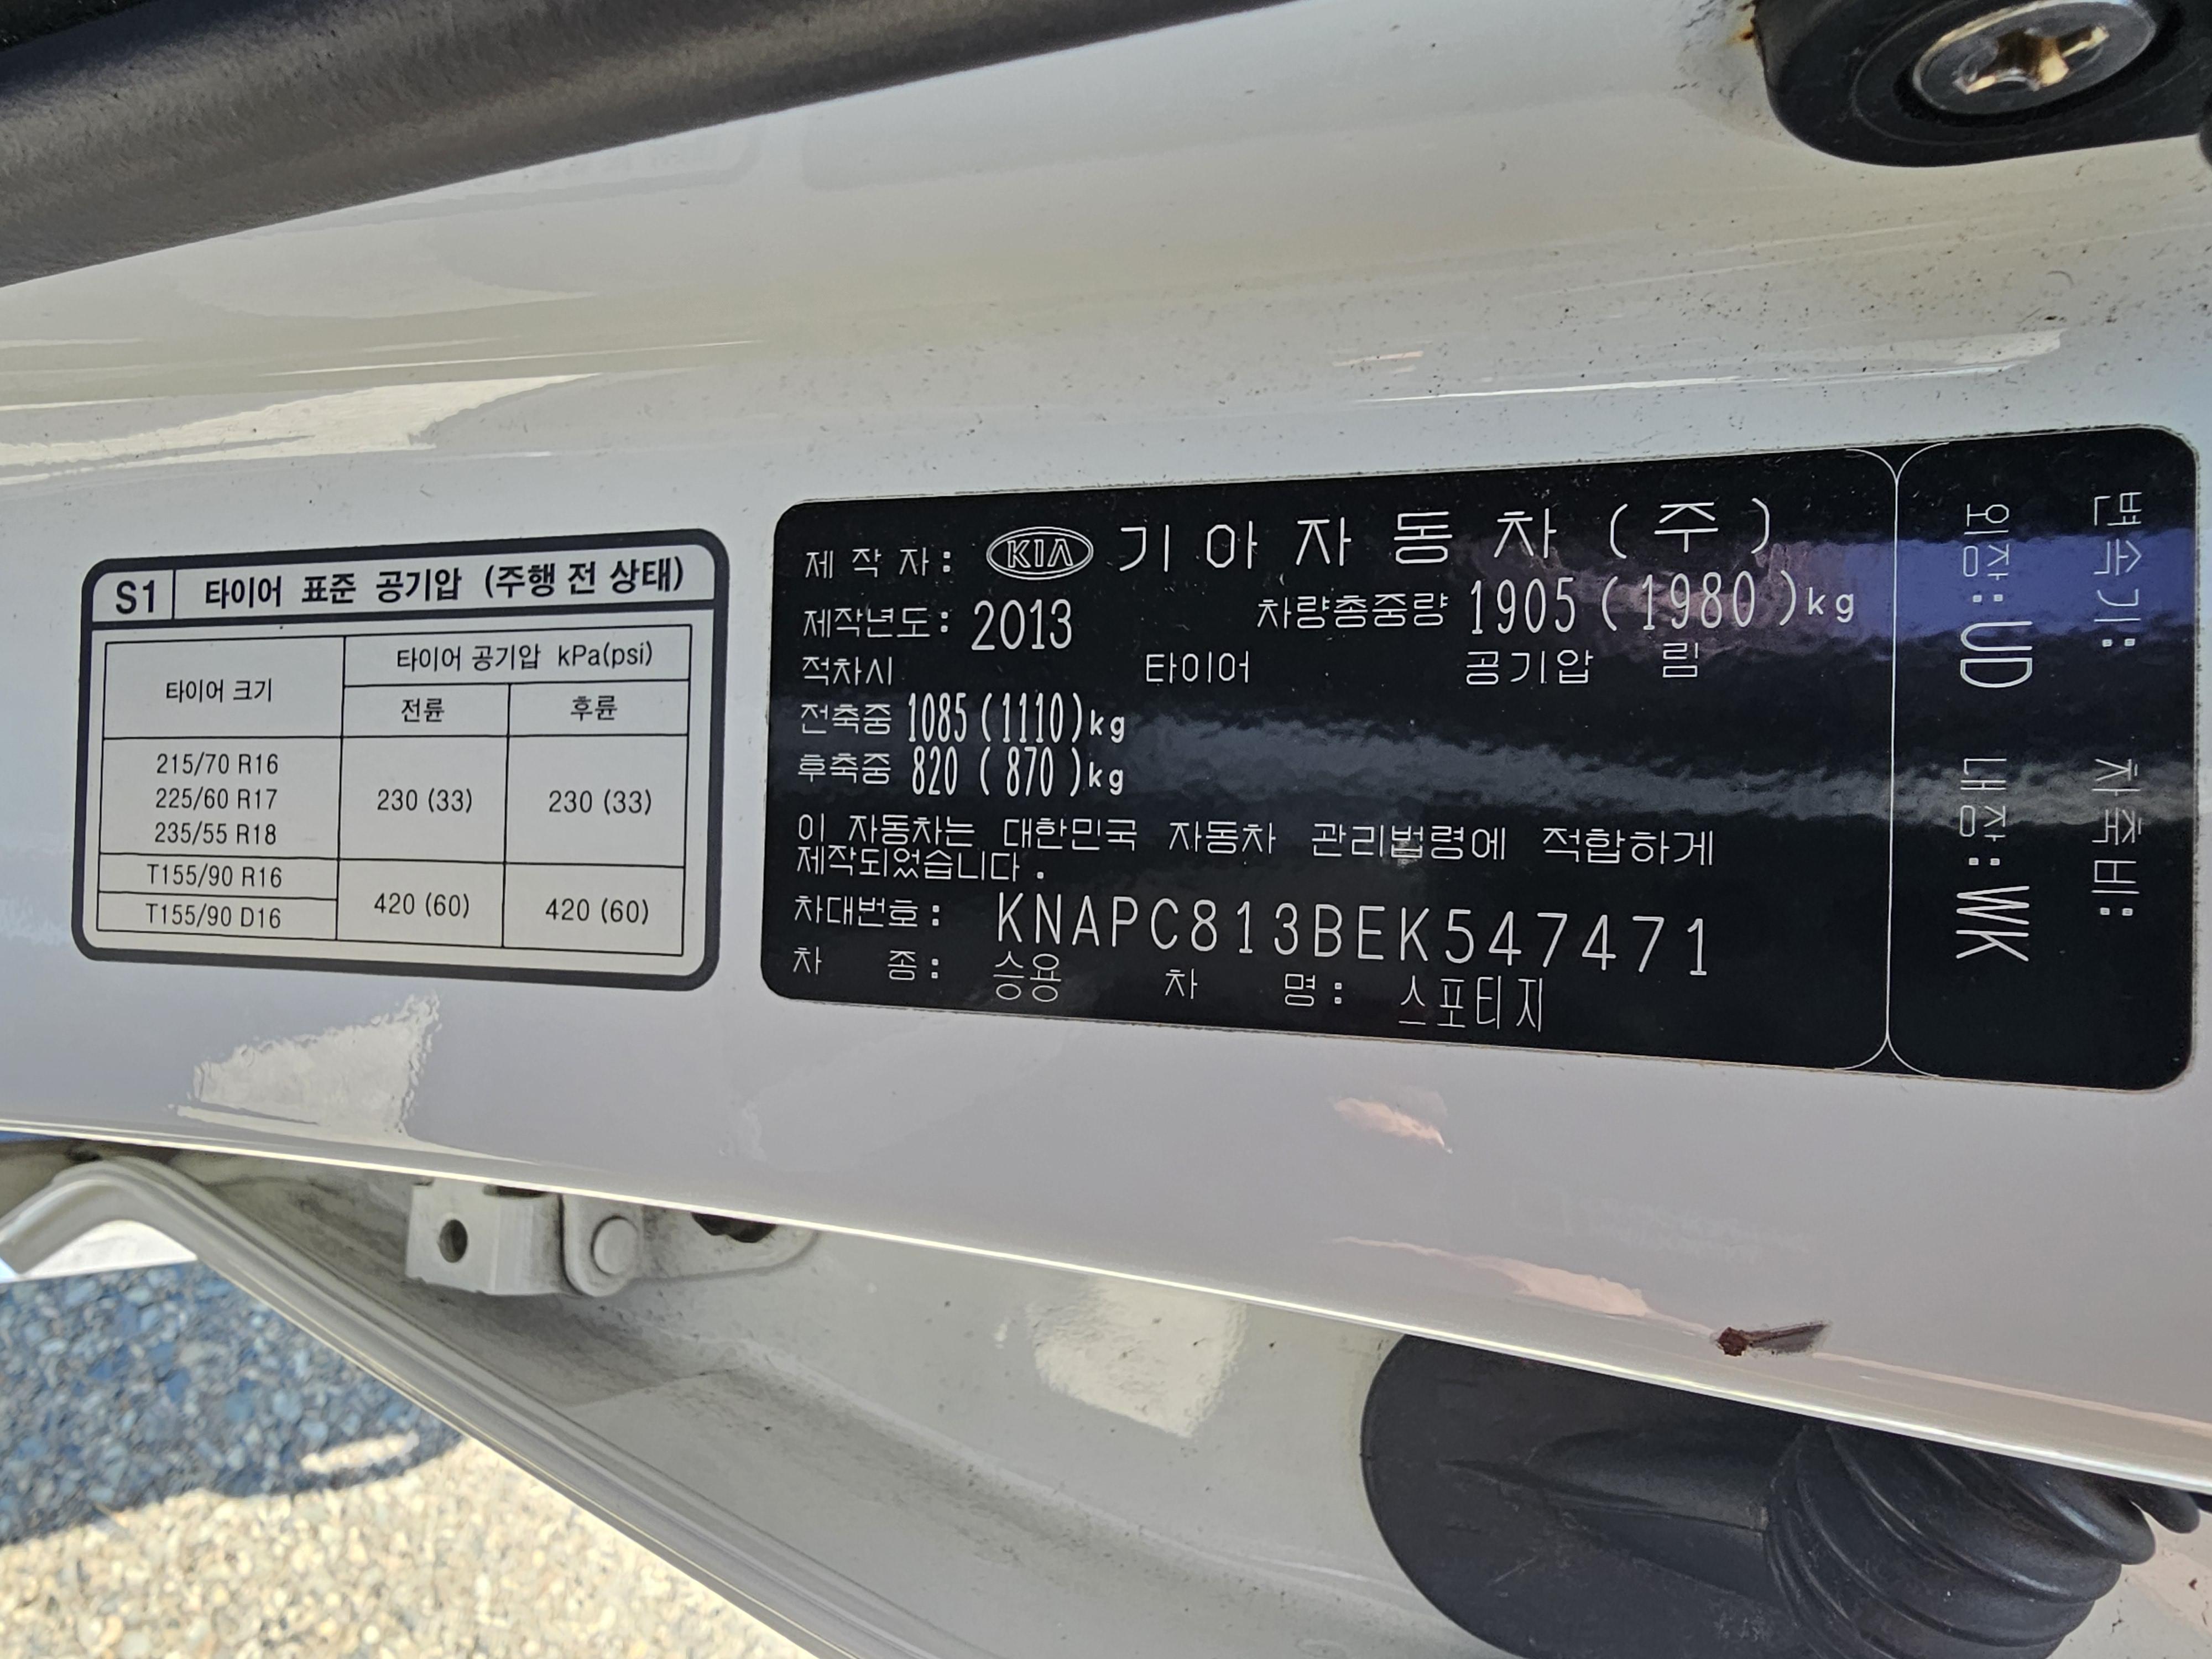 S1 타이어 표준 공기압 (주행 전 상태)
타이어 크기 타이어 공기압 kPa(psi)
전륜 후륜
215/70 R16
225/60 R17 230 (33) 230 (33)
235/55 R18
T155/90 R16
420 (60) 420 (60)
T155/90 D16
제 작 자: KIA 기 아 자 동 차 (주)
제작년도: 2013 차량총중량 1905 (1980)kg
적차시 타이어 공기압 림
전축중 1085 (1110)kg
후축중 820 (870)kg
이 자동차는 대한민국 자동차 관리법령에 적합하게
제작되었습니다.
차대번호: KNAPC813BEK547471
차 종: 승용 차 명: 스포티지
변속기: 차축비:
외장:UD 내장:WK